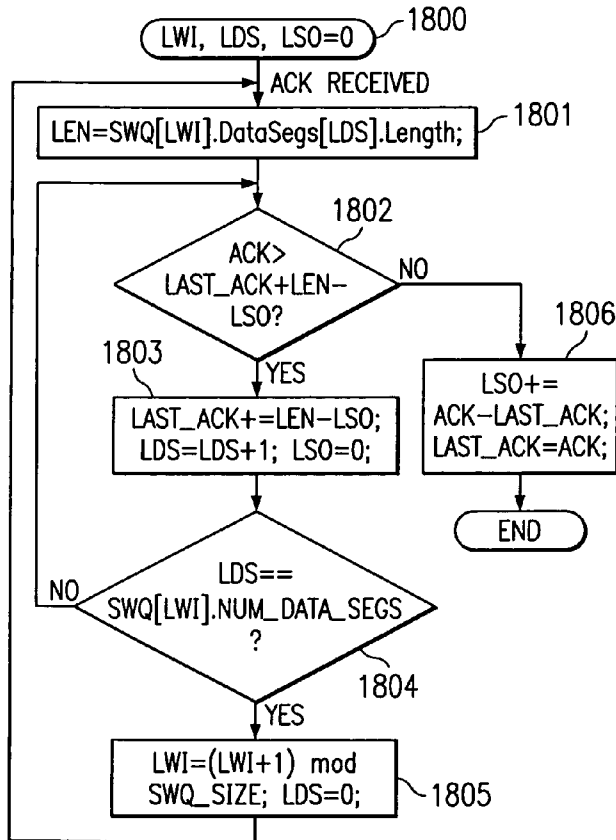 LWI, LDS, LSO=0
1800
ACK RECEIVED
LEN=SWQ[LWI].DataSegs[LDS].Length;
1801
1802
ACK>
LAST_ACK+LEN-
LSO?
NO
1806
1803
YES
LSO+=
ACK-LAST_ACK;
LAST_ACK=ACK;
LAST_ACK+=LEN-LSO;
LDS=LDS+1; LSO=0;
END
NO
LDS==
SWQ[LWI].NUM_DATA_SEGS
?
1804
YES
LWI=(LWI+1) mod
SWQ_SIZE; LDS=0;
1805